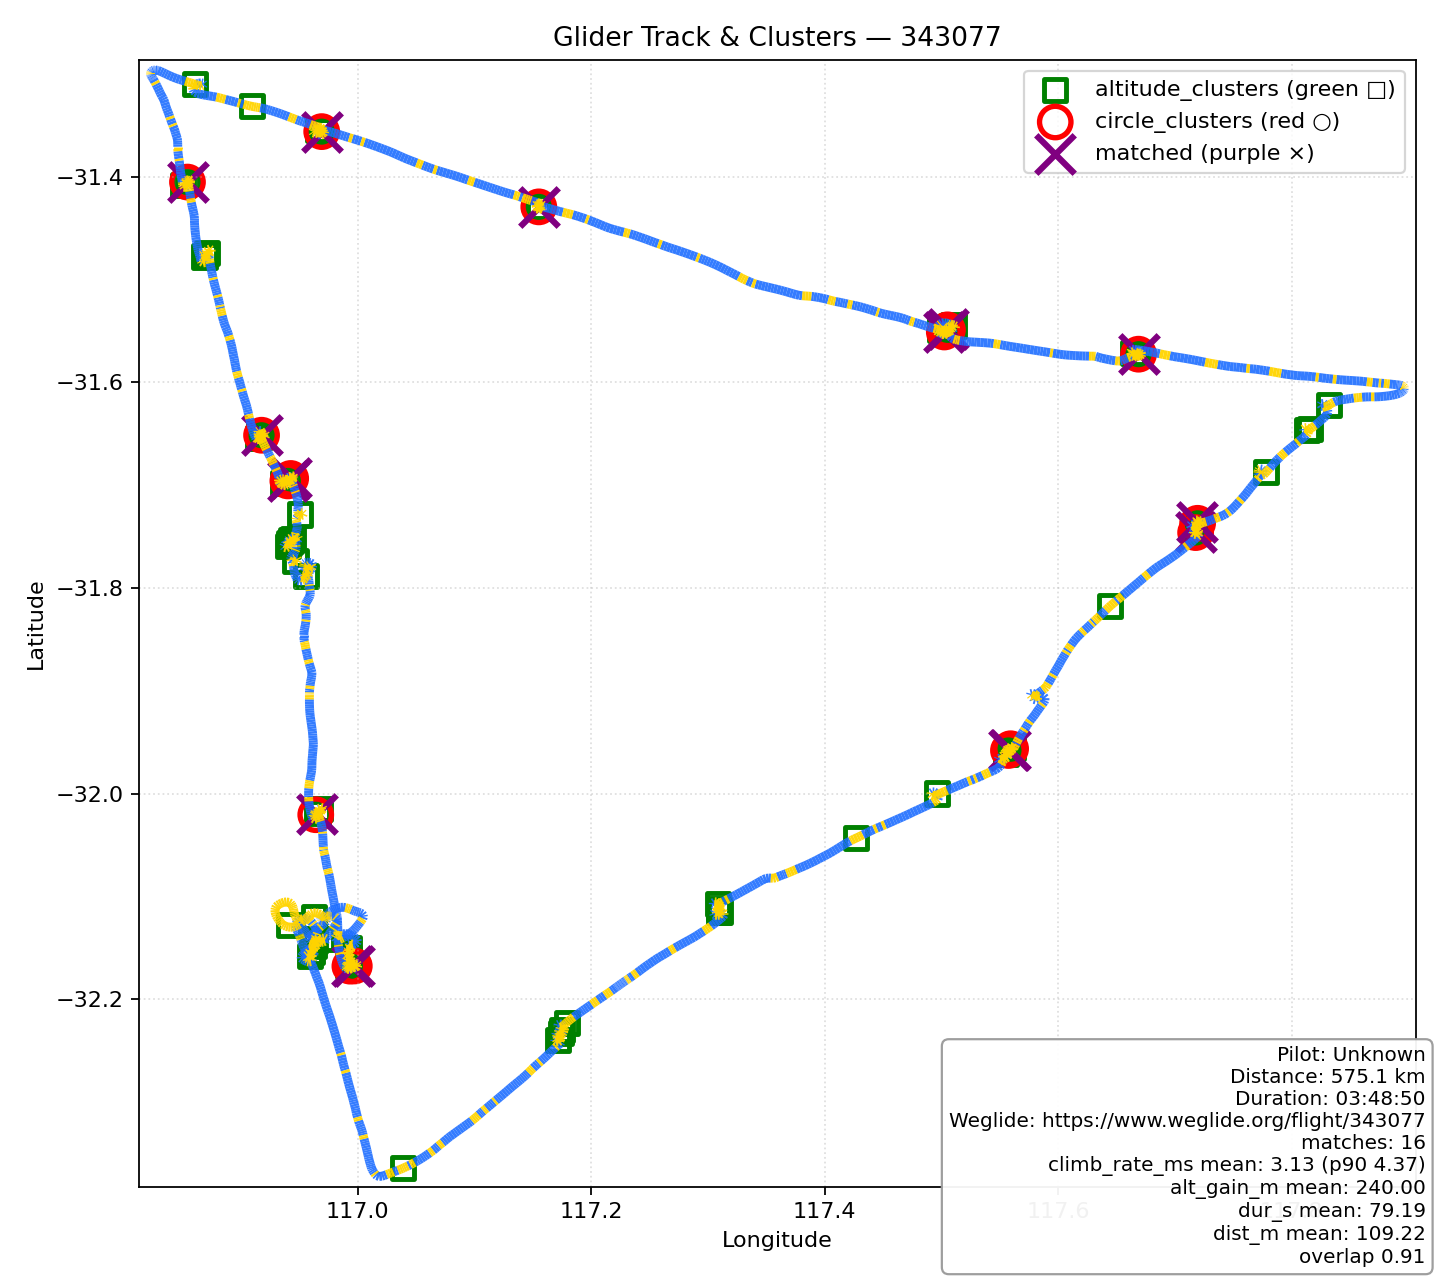 Glider Track & Clusters — 343077
altitude_clusters (green □)
circle_clusters (red ○)
matched (purple ×)
Latitude
−31.4
−31.6
−31.8
−32.0
−32.2
117.0
117.2
117.4
117.6
Longitude
Pilot: Unknown
Distance: 575.1 km
Duration: 03:48:50
Weglide: https://www.weglide.org/flight/343077
matches: 16
climb_rate_ms mean: 3.13 (p90 4.37)
alt_gain_m mean: 240.00
dur_s mean: 79.19
dist_m mean: 109.22
overlap 0.91